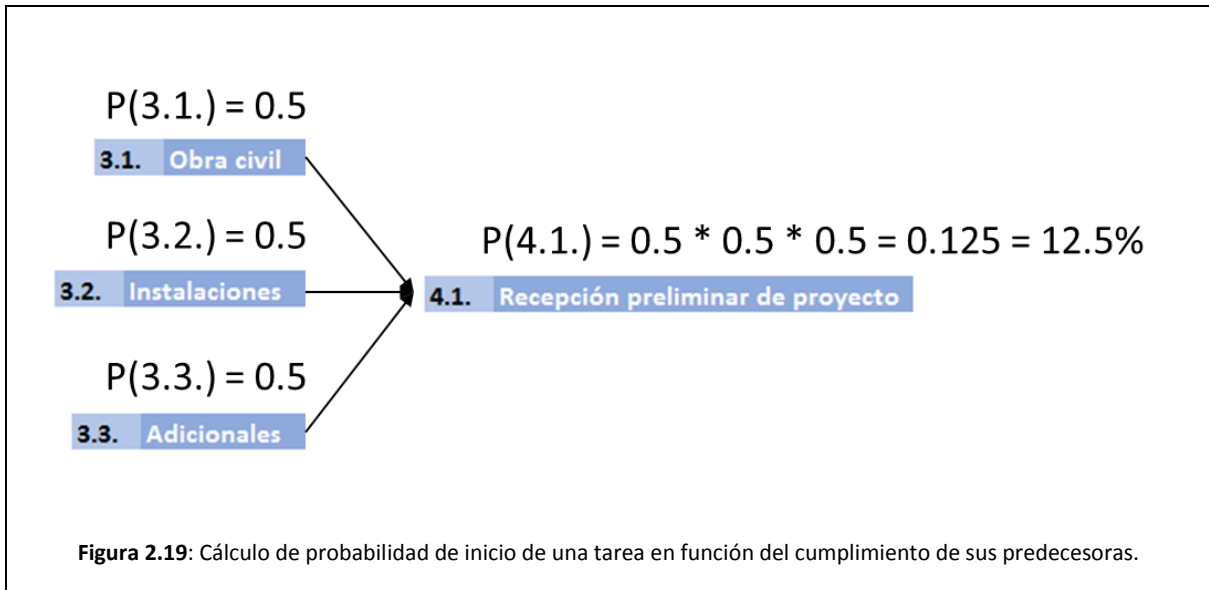 P(3.1.) = 0.5
3.1. Obra civil
P(3.2.) = 0.5
3.2. Instalaciones
P(3.3.) = 0.5
3.3. Adicionales
P(4.1.) = 0.5 * 0.5 * 0.5 = 0.125 = 12.5%
4.1. Recepción preliminar de proyecto
Figura 2.19: Cálculo de probabilidad de inicio de una tarea en función del cumplimiento de sus predecesoras.